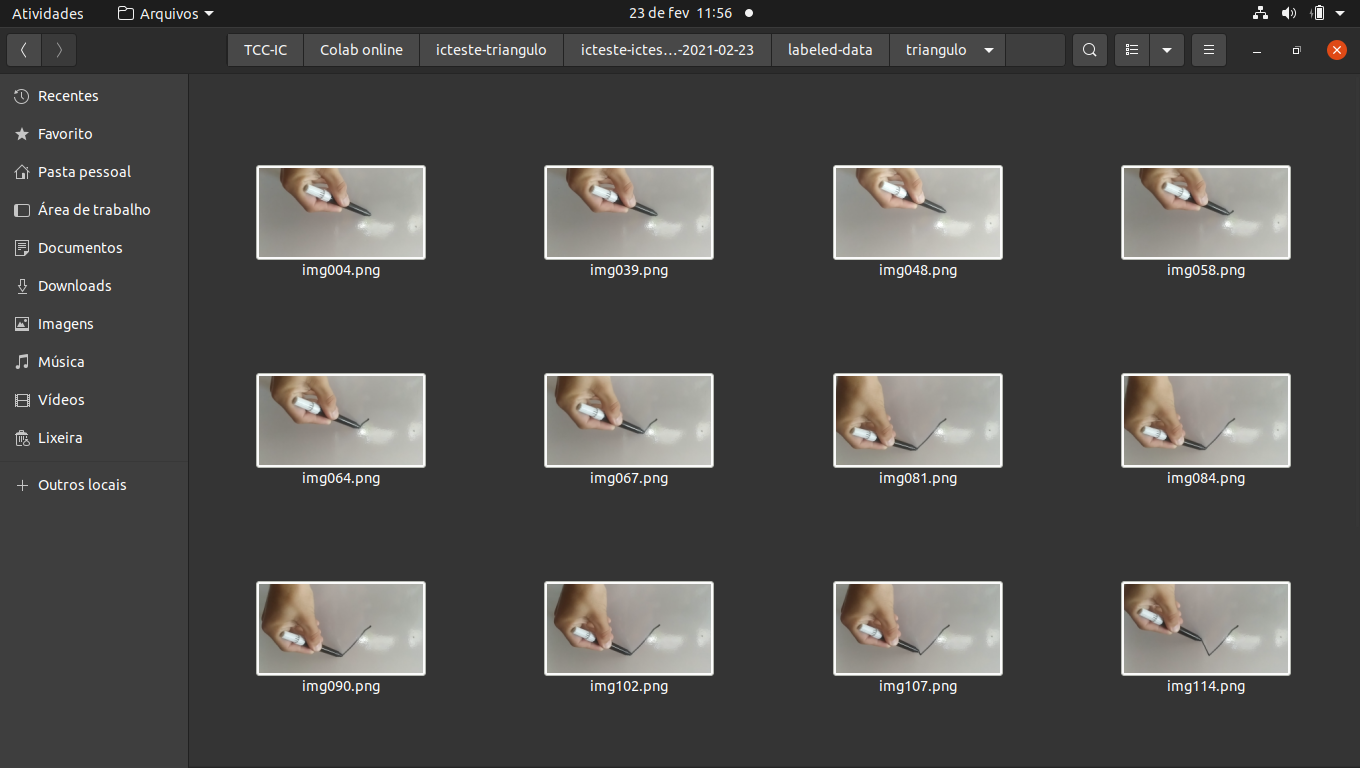 Atividades Arquivos 23 de fev 11:56
TCC-IC Colab online icteste-triangulo icteste-ictes…-2021-02-23 labeled-data triangulo
Recentes
Favorito
Pasta pessoal
Área de trabalho
Documentos
Downloads
Imagens
Música
Vídeos
Lixeira
Outros locais
img004.png img039.png img048.png img058.png
img064.png img067.png img081.png img084.png
img090.png img102.png img107.png img114.png